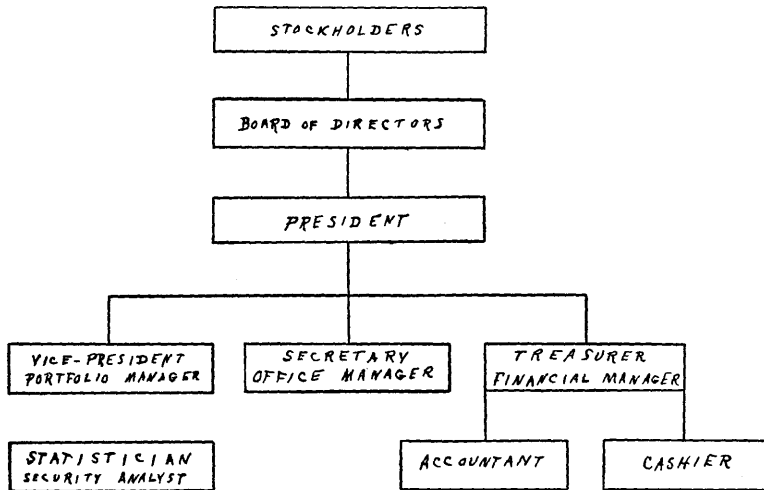 STOCKHOLDERS
BOARD OF DIRECTORS
PRESIDENT
VICE-PRESIDENT
PORTFOLIO MANAGER
SECRETARY
OFFICE MANAGER
TREASURER
FINANCIAL MANAGER
STATISTICIAN
SECURITY ANALYST
ACCOUNTANT
CASHIER